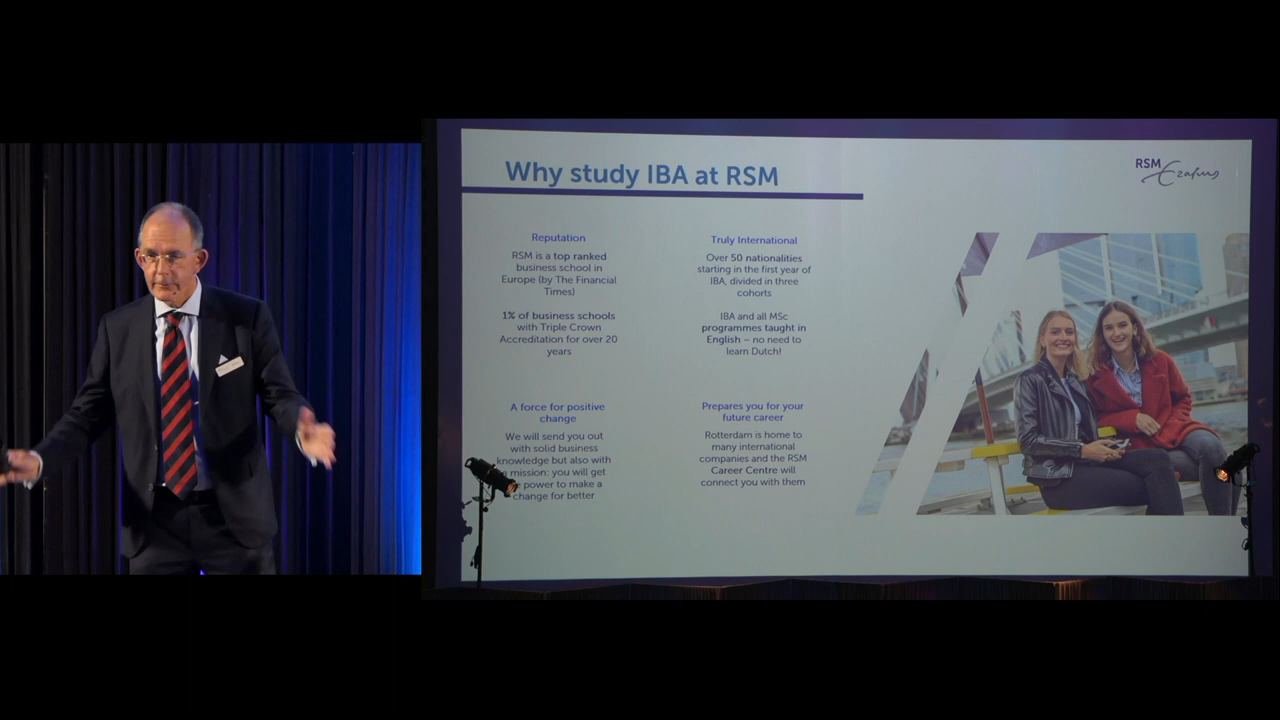 Why study IBA at RSM
RSM
Erasmus
Reputation
RSM is a top ranked
business school in
Europe (by The Financial
Times)
1% of business schools
with Triple Crown
Accreditation for over 20
years
Truly International
Over 50 nationalities
starting in the first year of
IBA, divided in three
cohorts
IBA and all MSc
programmes taught in
English – no need to
learn Dutch!
A force for positive
change
We will send you out
with solid business
knowledge but also with
mission: you will get
power to make a
change for better
Prepares you for your
future career
Rotterdam is home to
many international
companies and the RSM
Career Centre will
connect you with them